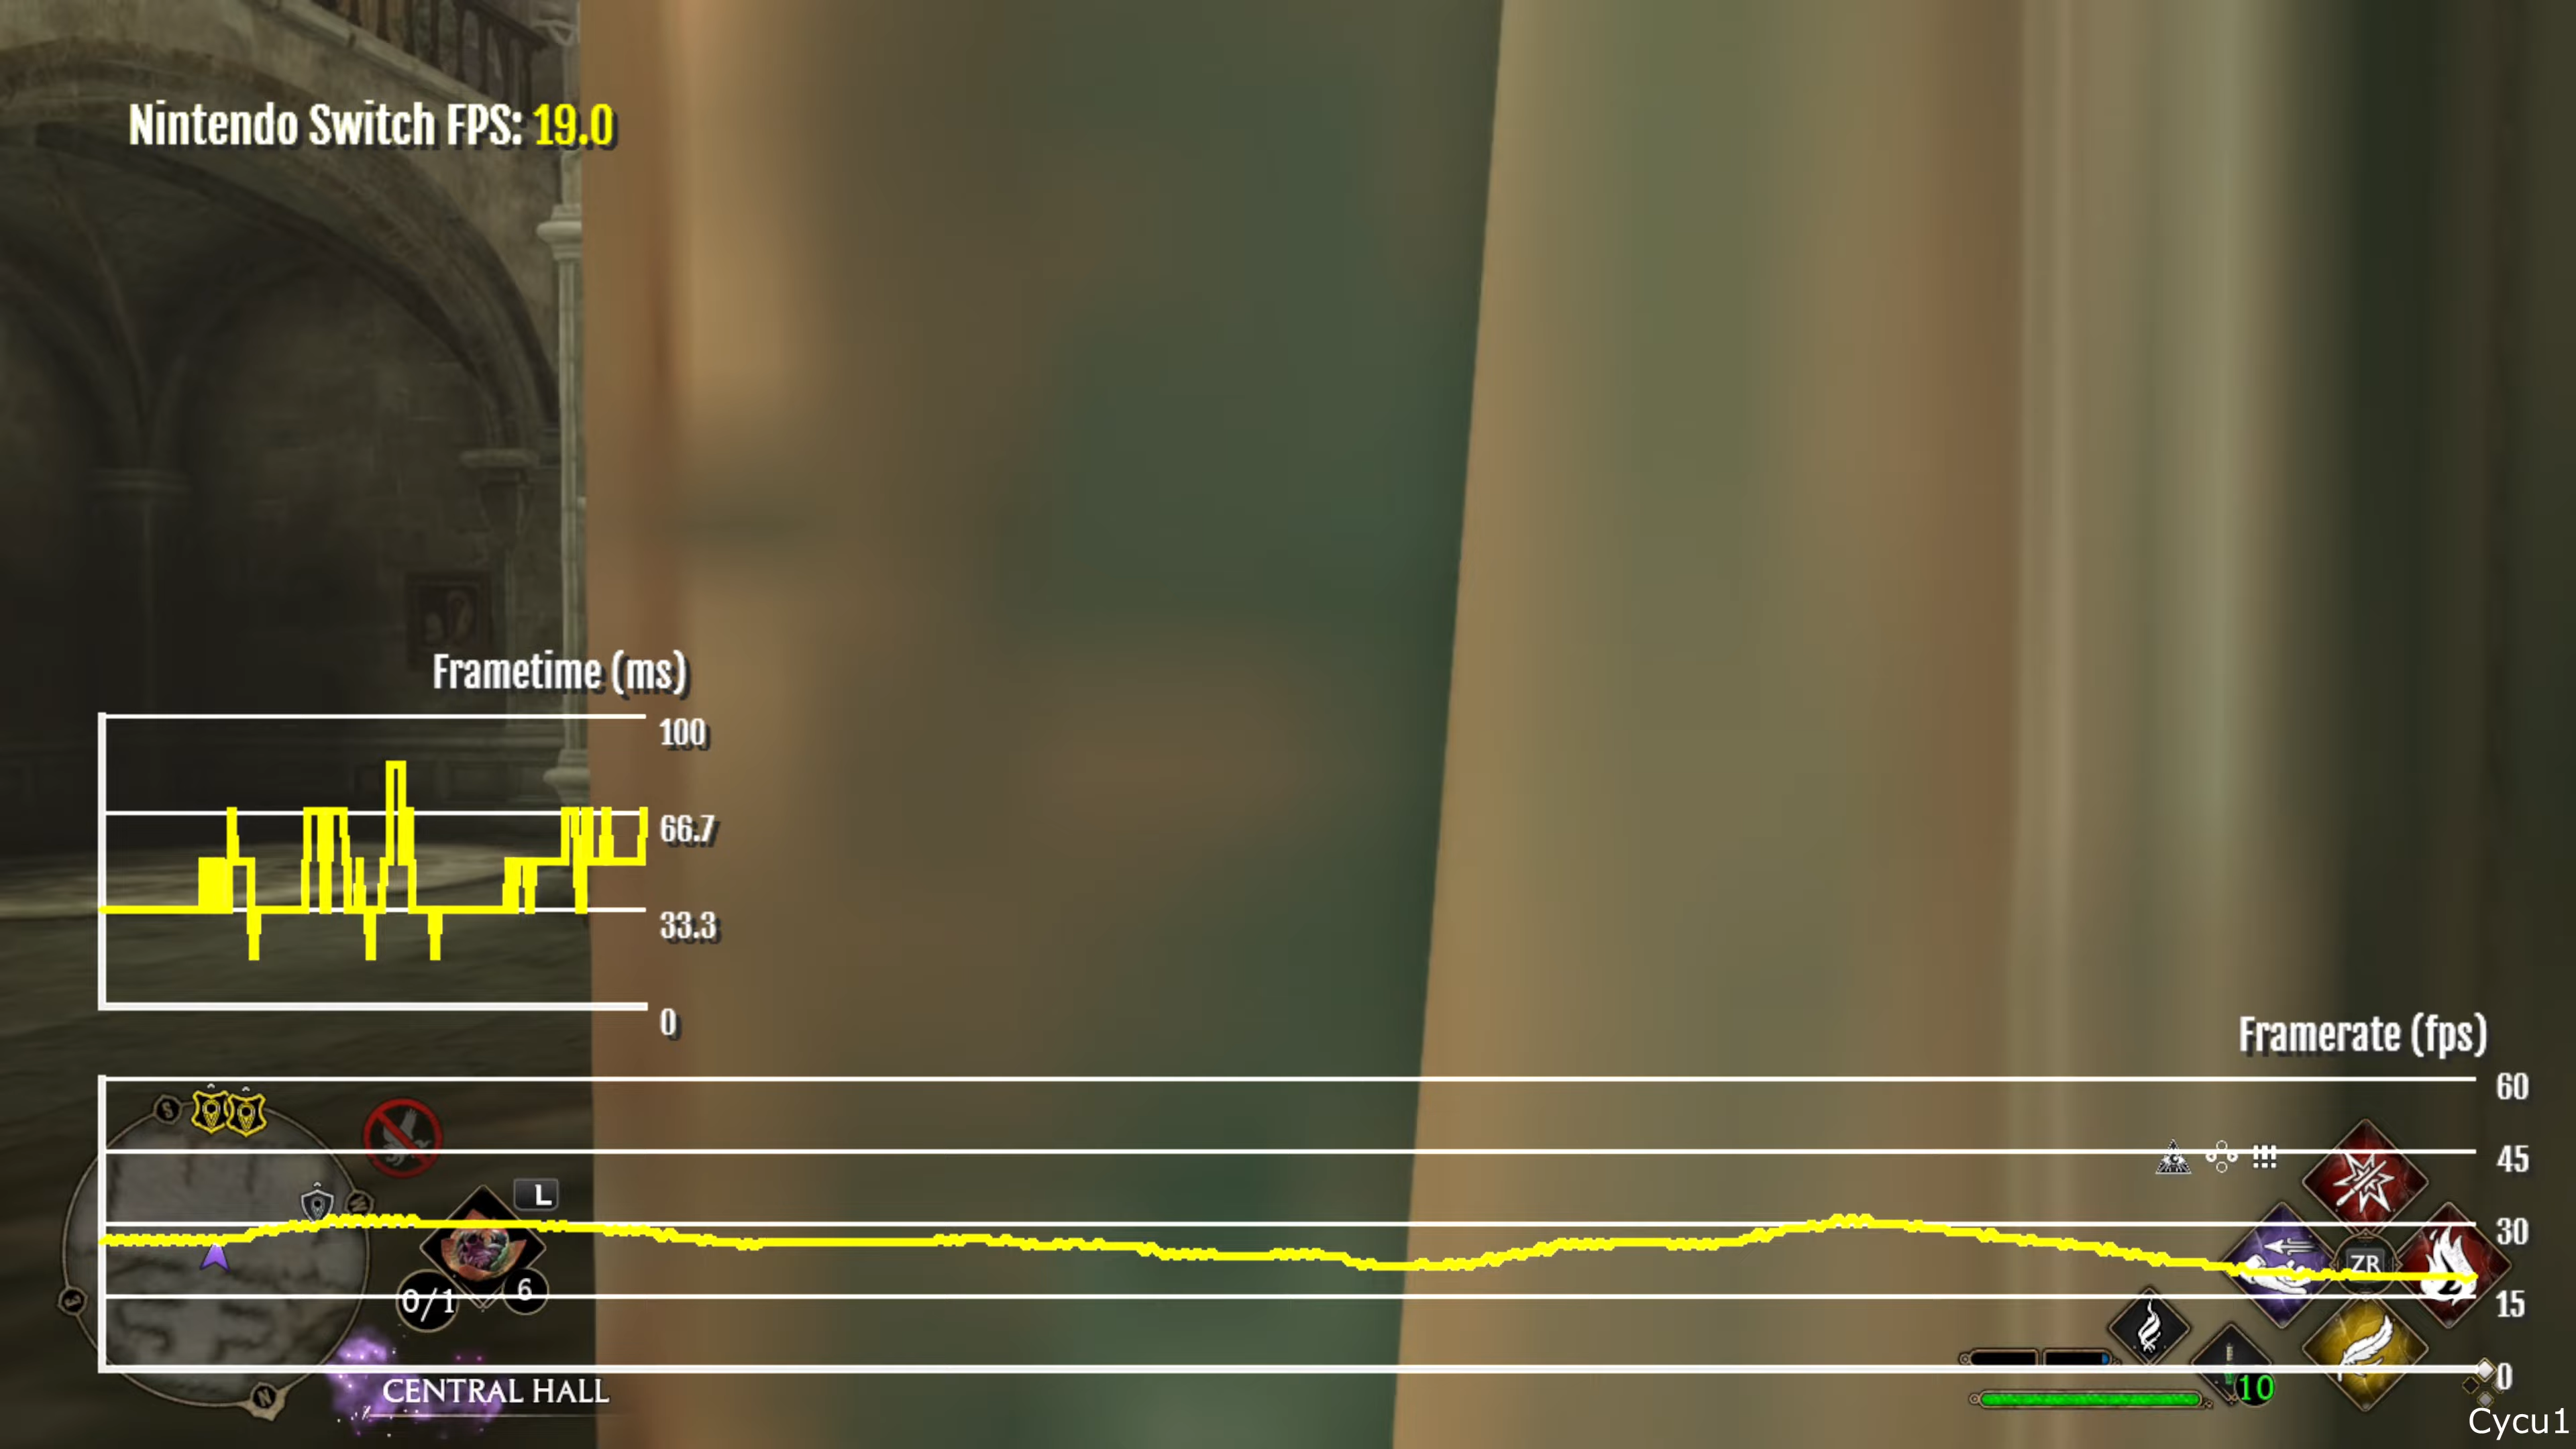 Nintendo Switch FPS: 19.0
Frametime (ms)
100
66.7
33.3
0
Framerate (fps)
60
45
30
15
0
S
W
E
N
L
0/1
6
ZR
10
CENTRAL HALL
Cycu1